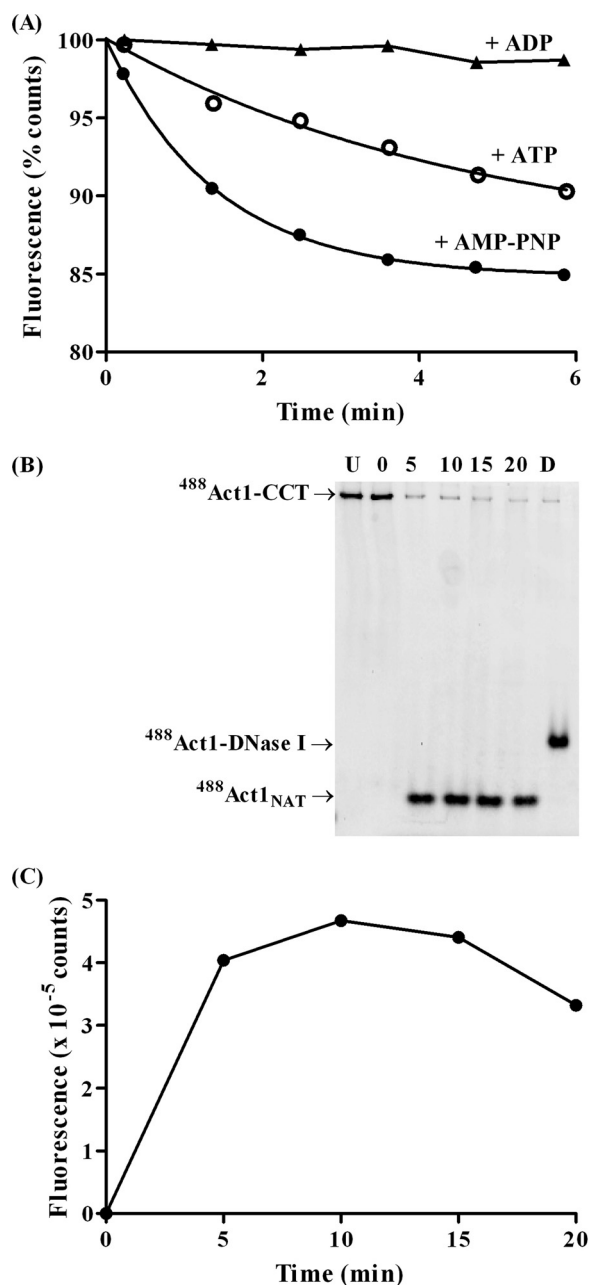 (A)
100
95
90
85
80
Fluorescence (% counts)
+ ADP
+ ATP
+ AMP-PNP
0 2 4 6
Time (min)
(B)
U 0 5 10 15 20 D
⁴⁸⁸Act1-CCT →
⁴⁸⁸Act1-DNase I →
⁴⁸⁸Act1NAT →
(C)
5
4
3
2
1
0
Fluorescence (x 10⁻⁵ counts)
0 5 10 15 20
Time (min)